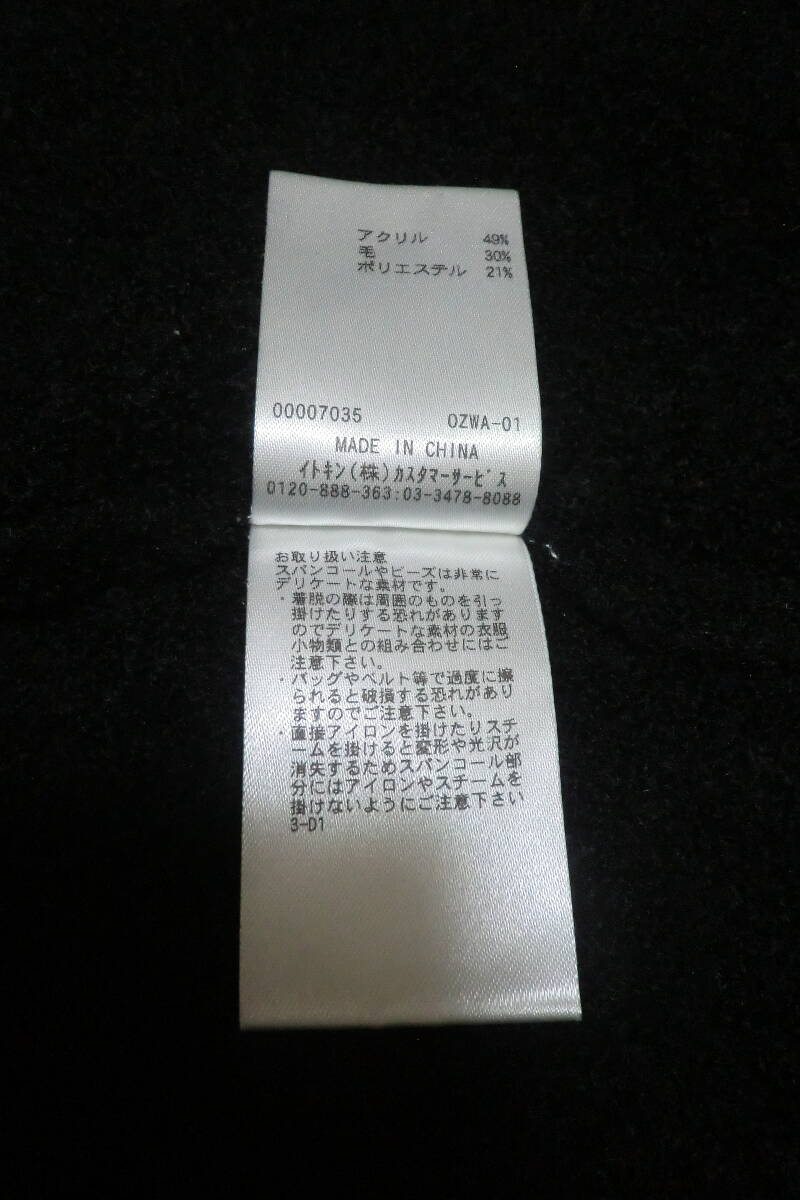 アクリル 49%
毛 30%
ポリエステル 21%
00007035 OZWA-01
MADE IN CHINA
イトキン(株)カスタマーサービス
0120-888-363:03-3478-8088
お取り扱い注意
スパンコールやビーズは非常に
デリケートな素材です。
・着脱の際は周囲のものを引っ
掛けたりする恐れがあります
のでデリケートな素材の衣服
小物類との組み合わせにはご
注意下さい。
・バッグやベルト等で過度に擦
られると破損する恐れがあり
ますのでご注意下さい。
・直接アイロンを掛けたりスチ
ームを掛けると変形や光沢が
消失するためスパンコール部
分にはアイロンやスチームを
掛けないようにご注意下さい
3-D1